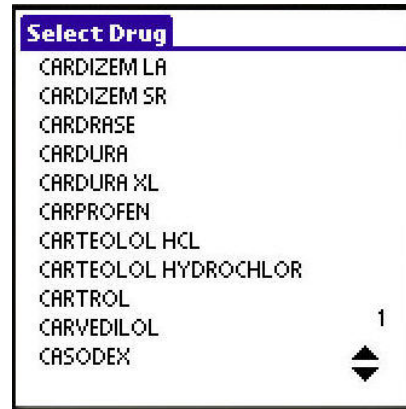 Select Drug
CARDIZEM LA
CARDIZEM SR
CARDRASE
CARDURA
CARDURA XL
CARPROFEN
CARTEOLOL HCL
CARTEOLOL HYDROCHLOR
CARTROL
CARVEDILOL 1
CASODEX